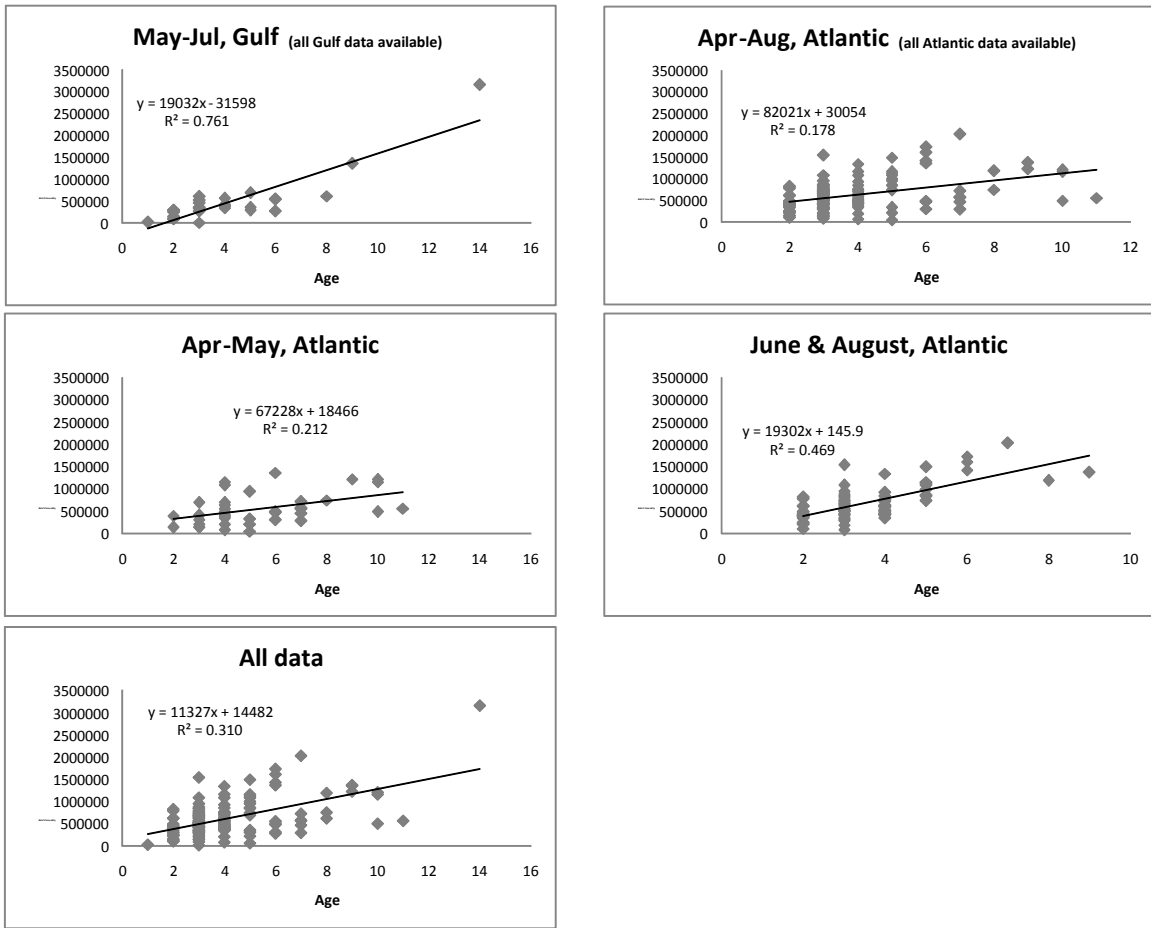 May-Jul, Gulf (all Gulf data available)
3500000
3000000
2500000
2000000
1500000
1000000
500000
0
y = 19032x - 31598
R² = 0.761
0 2 4 6 8 10 12 14 16
Age
Apr-Aug, Atlantic (all Atlantic data available)
3500000
3000000
2500000
2000000
1500000
1000000
500000
0
y = 82021x + 30054
R² = 0.178
0 2 4 6 8 10 12
Age
Apr-May, Atlantic
3500000
3000000
2500000
2000000
1500000
1000000
500000
0
y = 67228x + 18466
R² = 0.212
0 2 4 6 8 10 12 14 16
Age
June & August, Atlantic
3500000
3000000
2500000
2000000
1500000
1000000
500000
0
y = 19302x + 145.9
R² = 0.469
0 2 4 6 8 10
Age
All data
3500000
3000000
2500000
2000000
1500000
1000000
500000
0
y = 11327x + 14482
R² = 0.310
0 2 4 6 8 10 12 14 16
Age